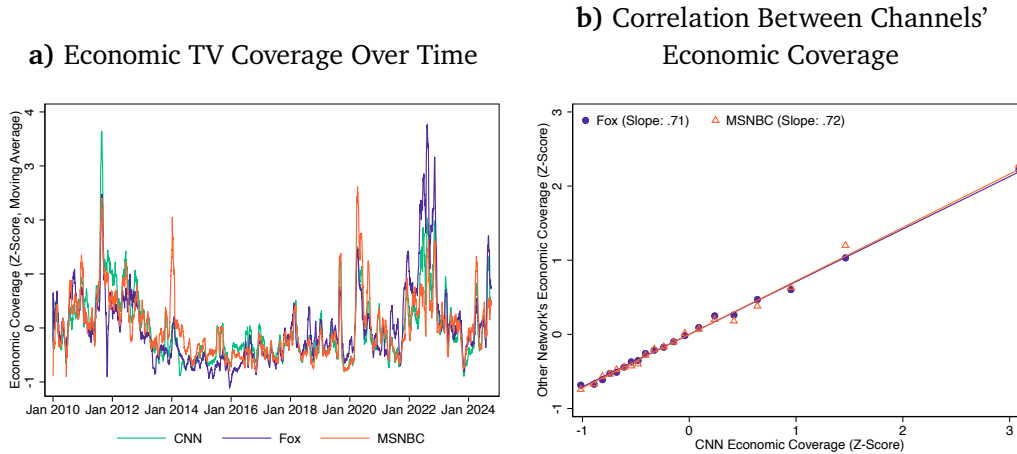 a) Economic TV Coverage Over Time
Economic Coverage (Z-Score, Moving Average)
4
3
2
1
0
-1
Jan 2010 Jan 2012 Jan 2014 Jan 2016 Jan 2018 Jan 2020 Jan 2022 Jan 2024
CNN Fox MSNBC
b) Correlation Between Channels’
Economic Coverage
Fox (Slope: .71) MSNBC (Slope: .72)
Other Network's Economic Coverage (Z-Score)
2
1
0
-1
-1 0 1 2 3
CNN Economic Coverage (Z-Score)